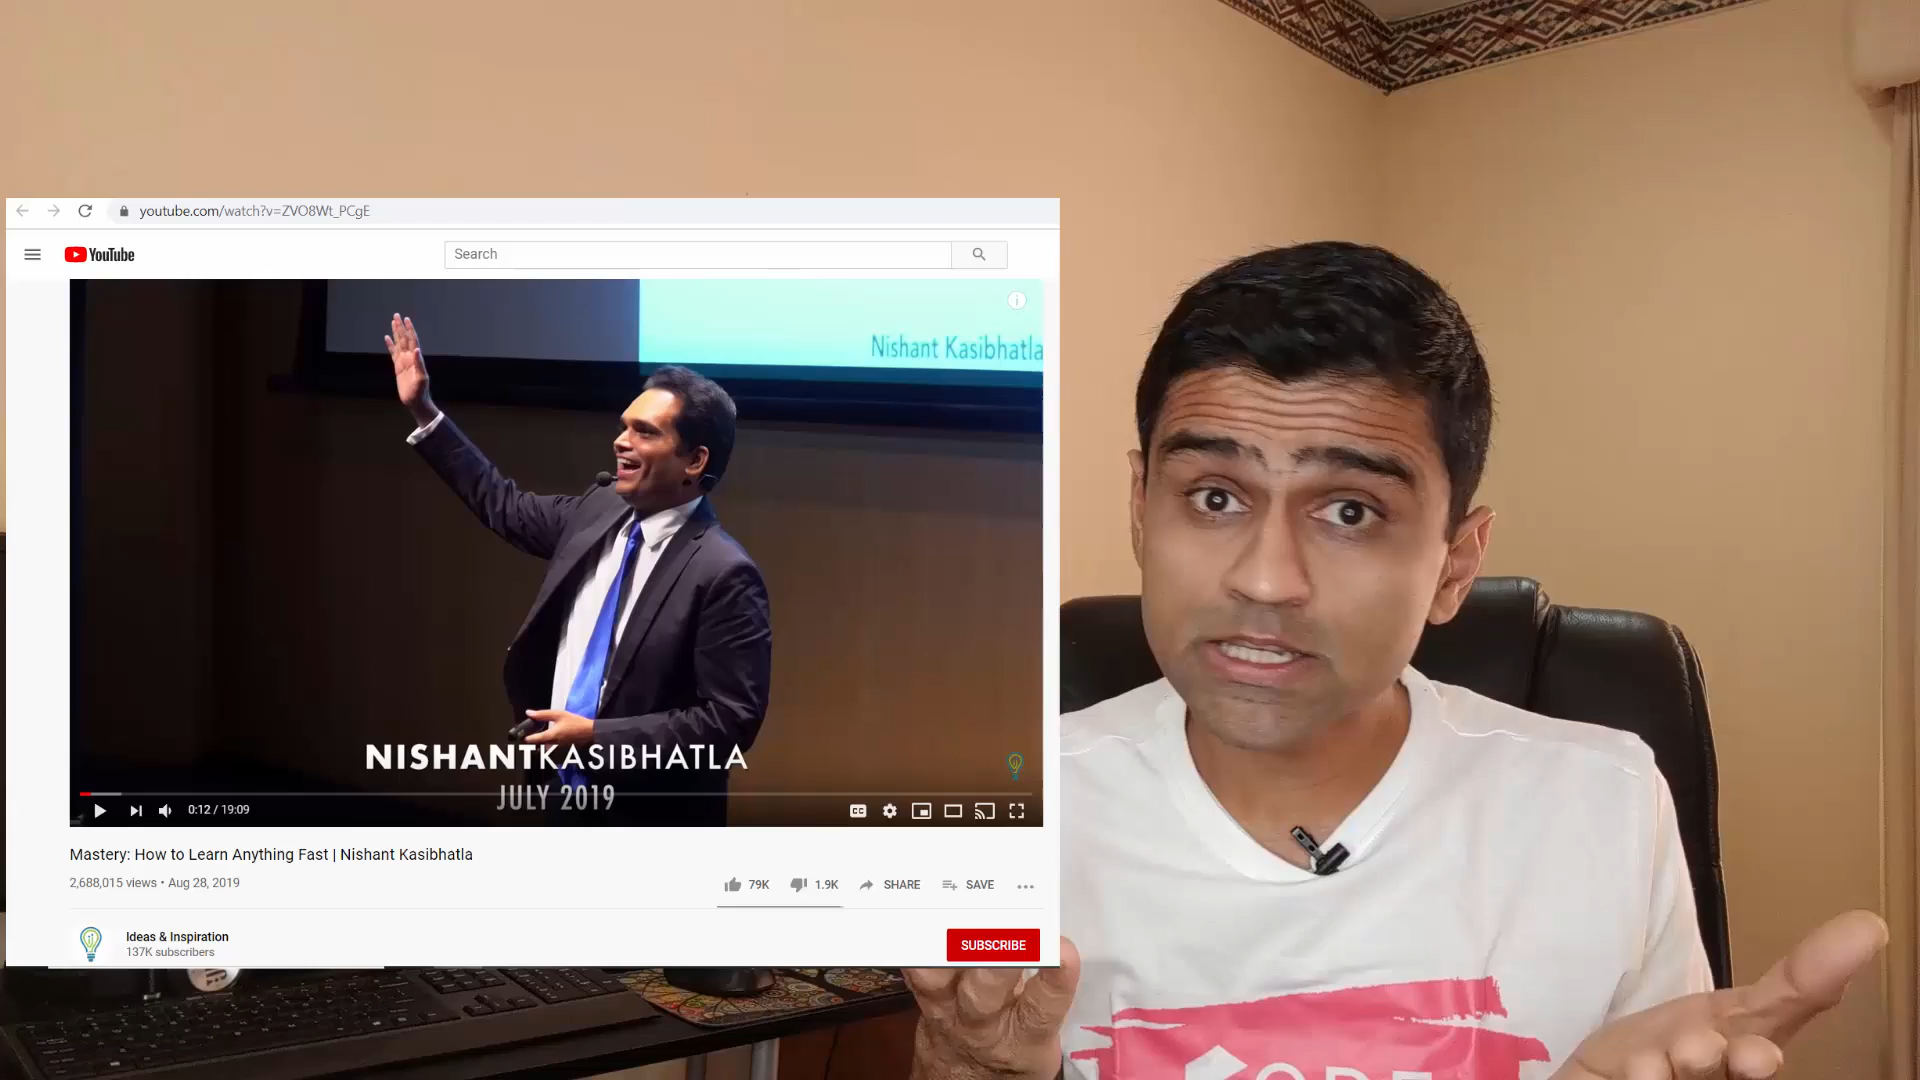 youtube.com/watch?v=ZVO8Wt_PCgE
YouTube
Search
Nishant Kasibhatla
NISHANTKASIBHATLA
JULY 2019
0:12 / 19:09
CC
Mastery: How to Learn Anything Fast | Nishant Kasibhatla
2,688,015 views • Aug 28, 2019
79K
1.9K
SHARE
SAVE
Ideas & Inspiration
137K subscribers
SUBSCRIBE
CODE